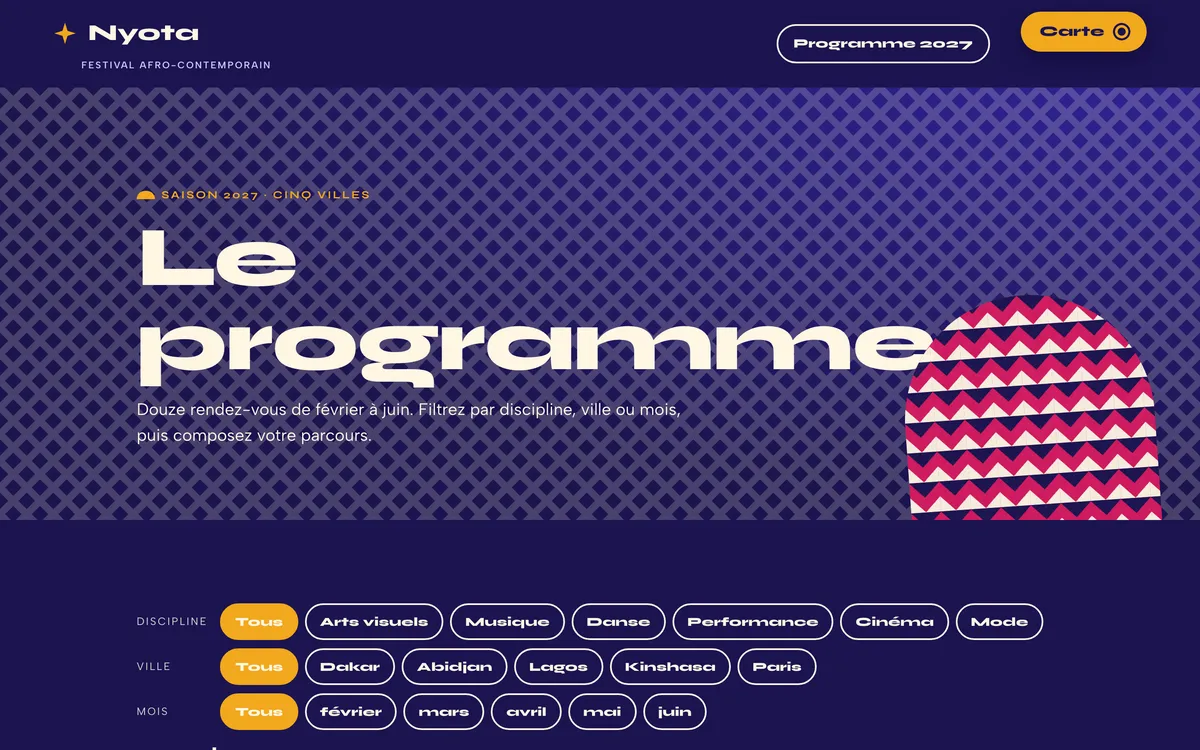 Nyota
FESTIVAL AFRO-CONTEMPORAIN
Programme 2027
Carte
SAISON 2027 · CINQ VILLES
Le
programme
Douze rendez-vous de février à juin. Filtrez par discipline, ville ou mois,
puis composez votre parcours.
DISCIPLINE Tous Arts visuels Musique Danse Performance Cinéma Mode
VILLE Tous Dakar Abidjan Lagos Kinshasa Paris
MOIS Tous février mars avril mai juin